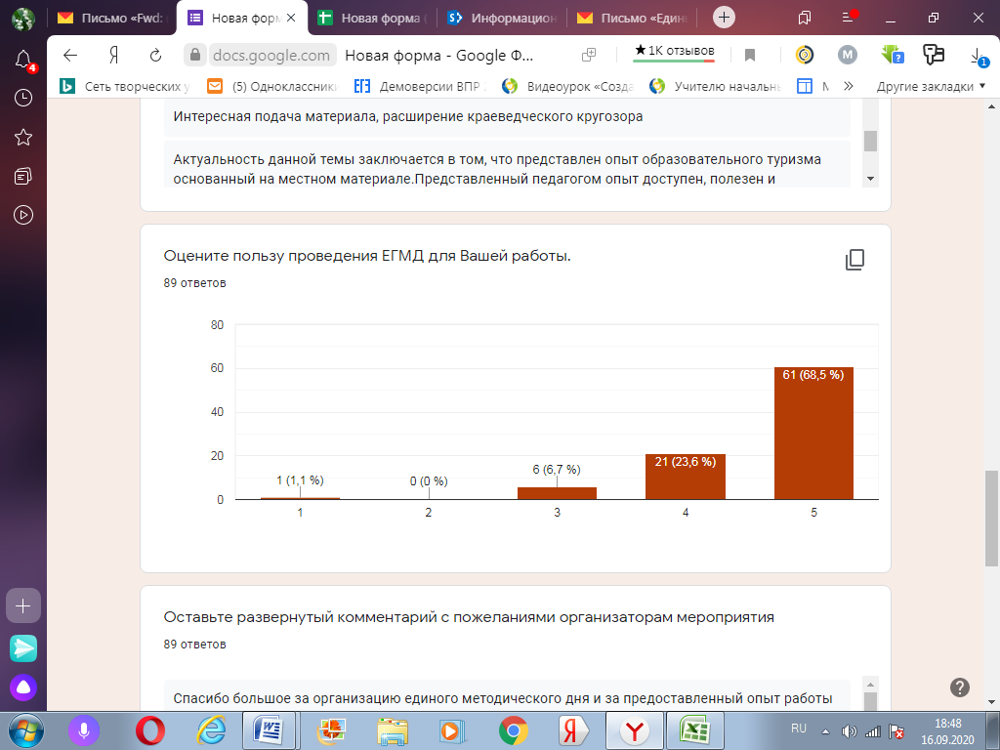 Письмо «Fwd:
Новая форм
Новая форма (
Информацион
Письмо «Един
docs.google.com
Новая форма - Google Ф...
★1К отзывов
Сеть творческих у
(5) Одноклассники
Демоверсии ВПР
Видеоурок «Созда
Учителю начальн
Другие закладки
4
1
Интересная подача материала, расширение краеведческого кругозора
Актуальность данной темы заключается в том, что представлен опыт образовательного туризма
основанный на местном материале.Представленный педагогом опыт доступен, полезен и
Оцените пользу проведения ЕГМД для Вашей работы.
89 ответов
80
60
40
20
0
1 (1,1 %)
0 (0 %)
6 (6,7 %)
21 (23,6 %)
61 (68,5 %)
1
2
3
4
5
Оставьте развернутый комментарий с пожеланиями организаторам мероприятия
89 ответов
Спасибо большое за организацию единого методического дня и за предоставленный опыт работы
RU
18:48
16.09.2020